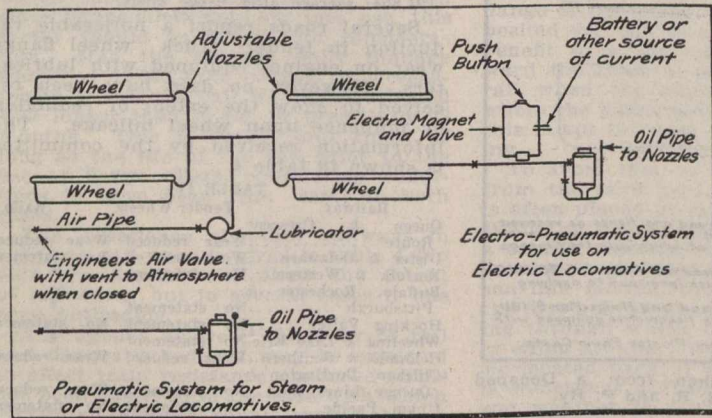 Adjustable
Nozzles
Battery or
other source
of current
Push
Button
Wheel
Wheel
Electro Magnet
and Valve
Oil Pipe
to Nozzles
Wheel
Wheel
Air Pipe
Lubricator
Engineers Air Valve
with vent to Atmosphere
when closed
Electro-Pneumatic System
for use on
Electric Locomotives
Oil Pipe
to Nozzles
Pneumatic System for Steam
or Electric Locomotives.